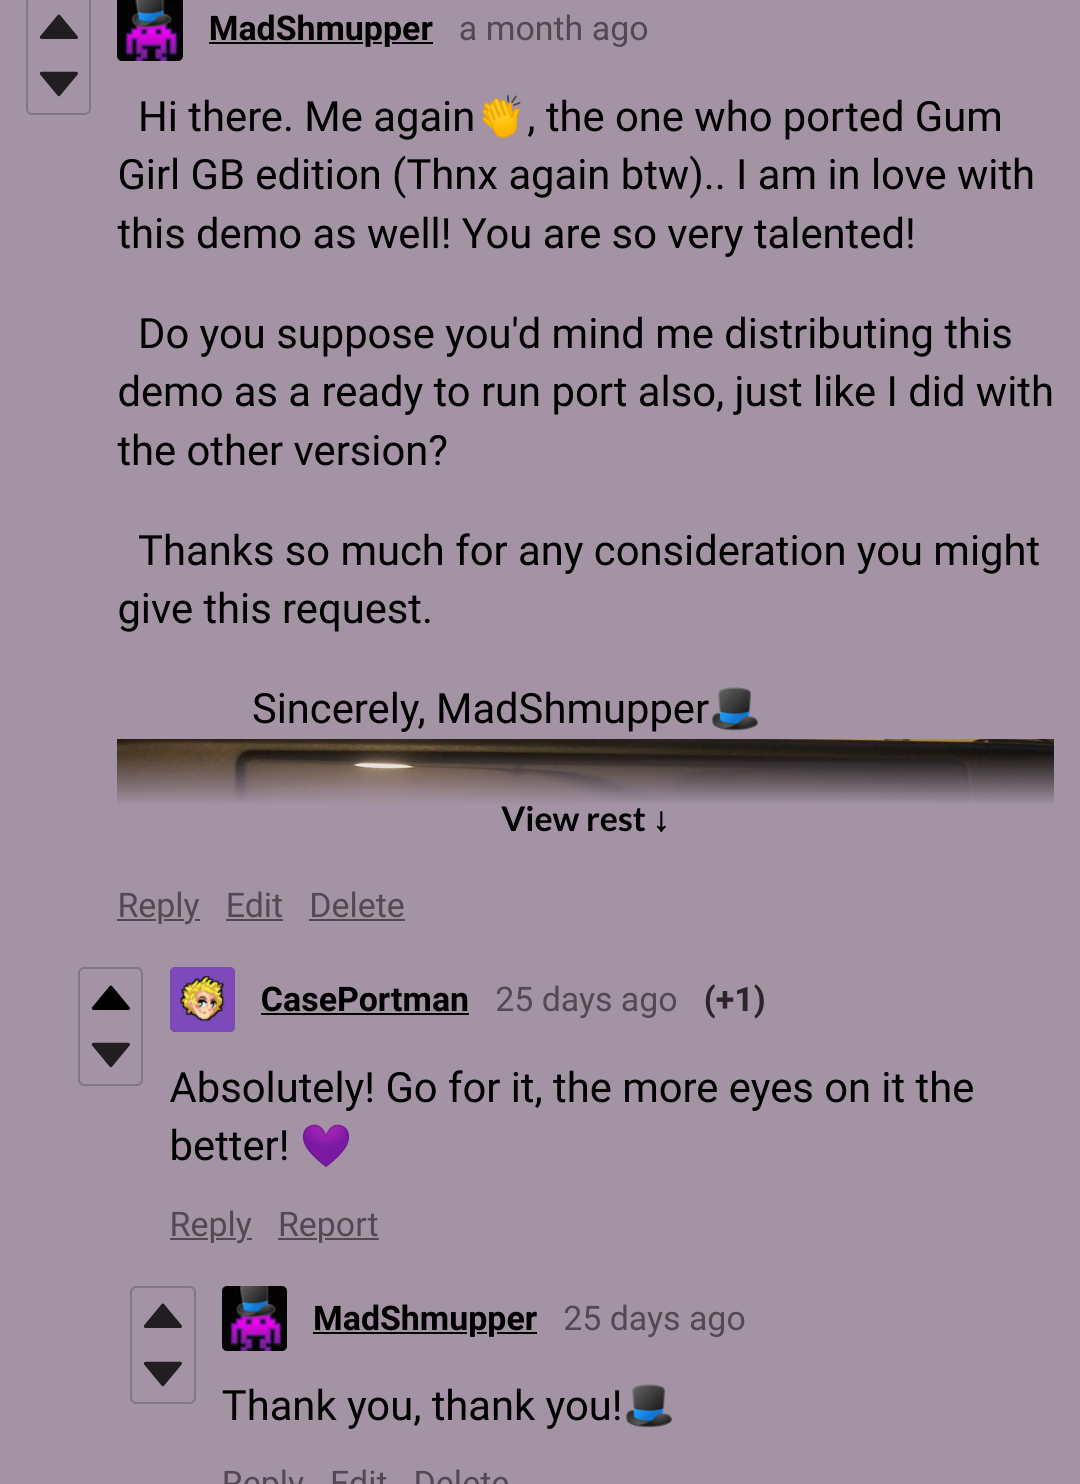 MadShmupper a month ago
Hi there. Me again👏, the one who ported Gum
Girl GB edition (Thnx again btw).. I am in love with
this demo as well! You are so very talented!
Do you suppose you'd mind me distributing this
demo as a ready to run port also, just like I did with
the other version?
Thanks so much for any consideration you might
give this request.
Sincerely, MadShmupper🎩
View rest ↓
Reply Edit Delete
CasePortman 25 days ago (+1)
Absolutely! Go for it, the more eyes on it the
better! 💜
Reply Report
MadShmupper 25 days ago
Thank you, thank you!🎩
Reply Edit Delete